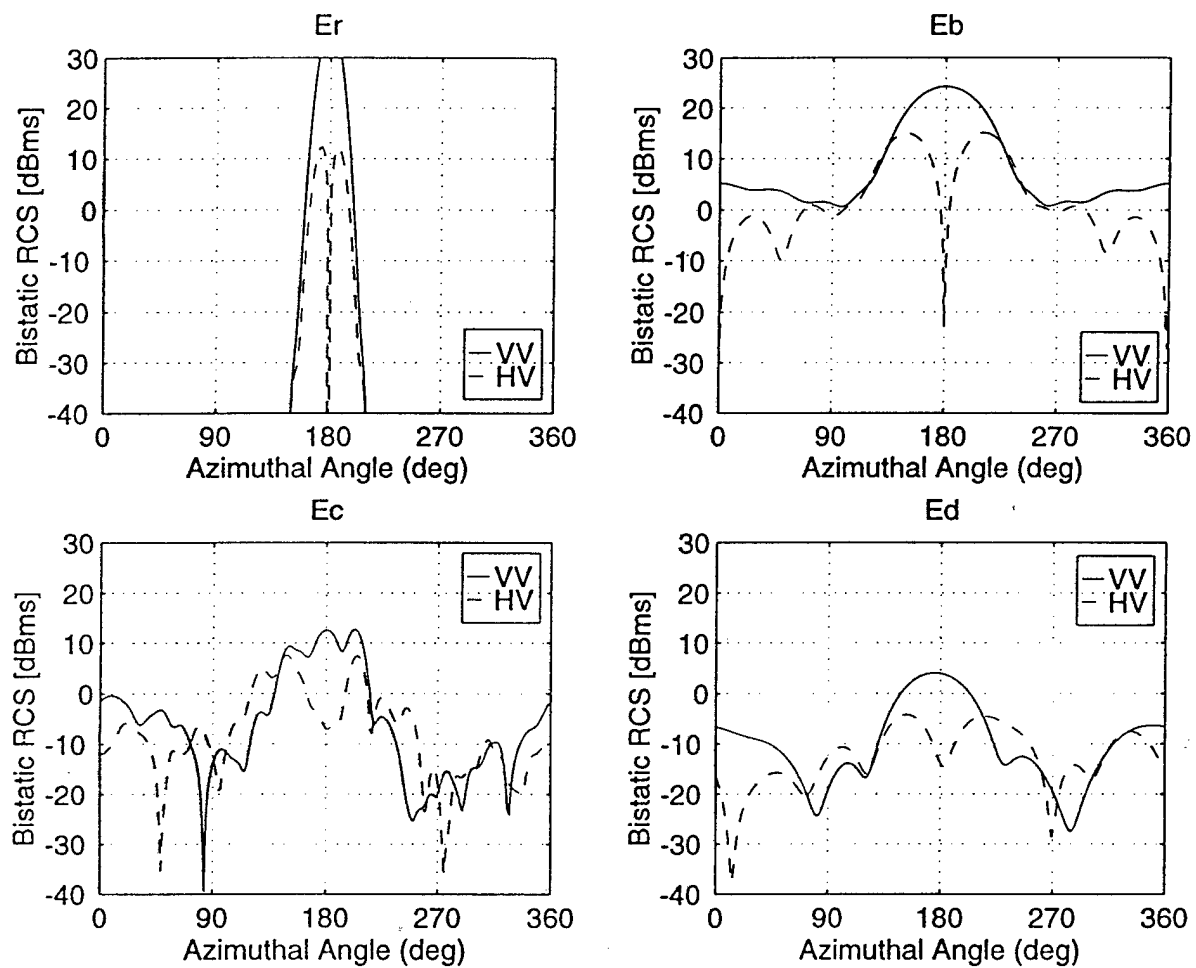 Er
Bistatic RCS [dBms]
30
20
10
0
-10
-20
-30
-40
VV
HV
0 90 180 270 360
Azimuthal Angle (deg)
Eb
Bistatic RCS [dBms]
30
20
10
0
-10
-20
-30
-40
VV
HV
0 90 180 270 360
Azimuthal Angle (deg)
Ec
Bistatic RCS [dBms]
30
20
10
0
-10
-20
-30
-40
VV
HV
0 90 180 270 360
Azimuthal Angle (deg)
Ed
Bistatic RCS [dBms]
30
20
10
0
-10
-20
-30
-40
VV
HV
0 90 180 270 360
Azimuthal Angle (deg)